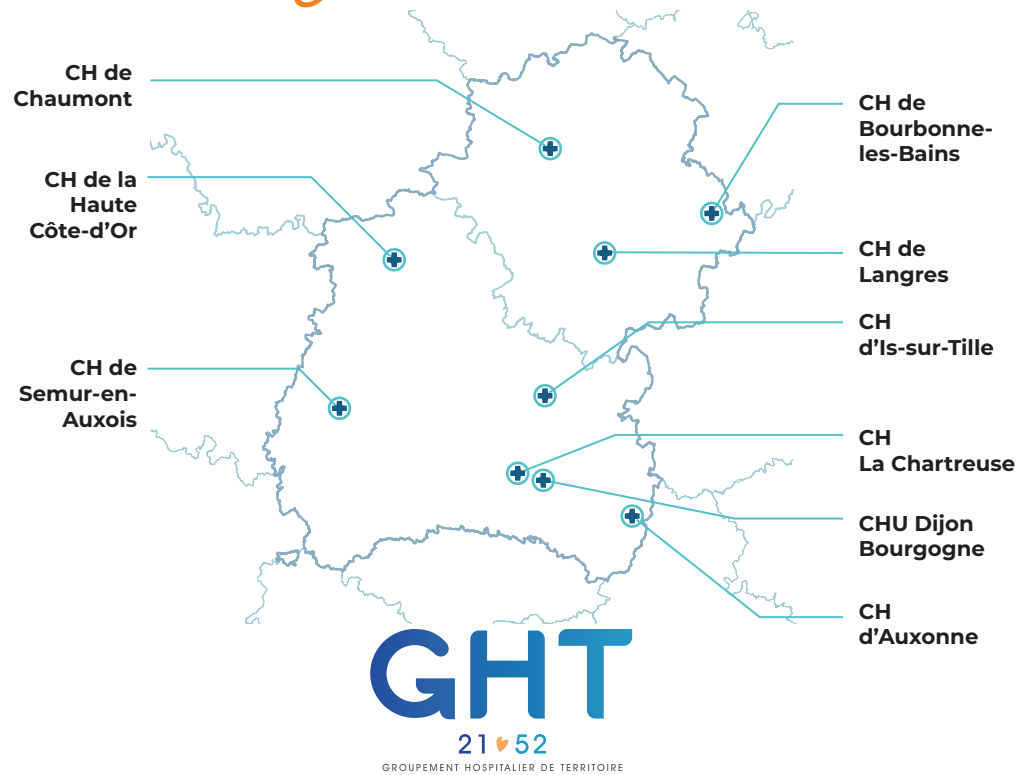 CH de
Chaumont
CH de la
Haute
Côte-d’Or
CH de
Semur-en-
Auxois
CH de
Bourbonne-
les-Bains
CH de
Langres
CH
d’Is-sur-Tille
CH
La Chartreuse
CHU Dijon
Bourgogne
CH
d’Auxonne
GHT
21 52
GROUPEMENT HOSPITALIER DE TERRITOIRE